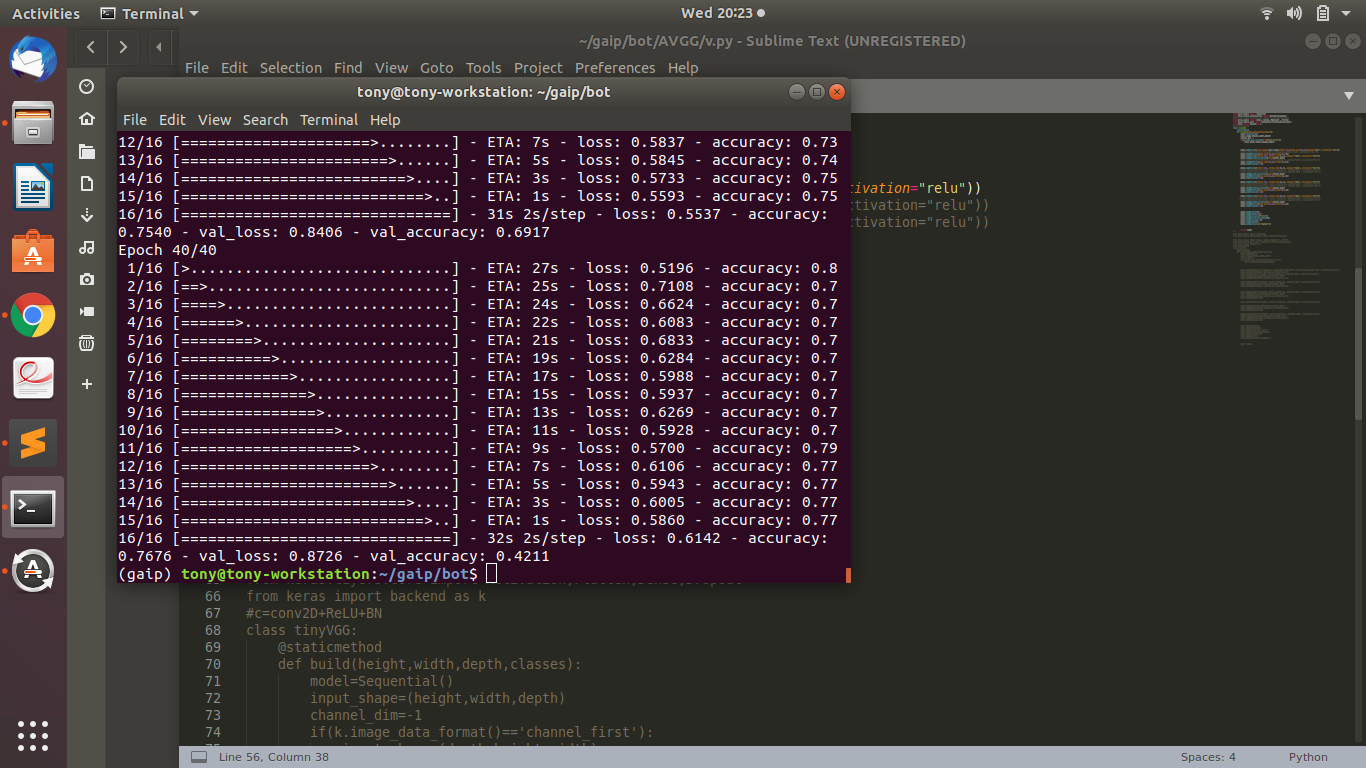 Activities
Terminal
Wed 20:23
~/gaip/bot/AVGG/v.py - Sublime Text (UNREGISTERED)
File Edit Selection Find View Goto Tools Project Preferences Help
tony@tony-workstation: ~/gaip/bot
File Edit View Search Terminal Help
12/16 [=====================>........] - ETA: 7s - loss: 0.5837 - accuracy: 0.73
13/16 [=======================>......] - ETA: 5s - loss: 0.5845 - accuracy: 0.74
14/16 [=========================>....] - ETA: 3s - loss: 0.5733 - accuracy: 0.75
15/16 [===========================>..] - ETA: 1s - loss: 0.5593 - accuracy: 0.75
16/16 [==============================] - 31s 2s/step - loss: 0.5537 - accuracy:
0.7540 - val_loss: 0.8406 - val_accuracy: 0.6917
Epoch 40/40
1/16 [>.............................] - ETA: 27s - loss: 0.5196 - accuracy: 0.8
2/16 [==>...........................] - ETA: 25s - loss: 0.7108 - accuracy: 0.7
3/16 [====>.........................] - ETA: 24s - loss: 0.6624 - accuracy: 0.7
4/16 [======>.......................] - ETA: 22s - loss: 0.6083 - accuracy: 0.7
5/16 [========>.....................] - ETA: 21s - loss: 0.6833 - accuracy: 0.7
6/16 [==========>...................] - ETA: 19s - loss: 0.6284 - accuracy: 0.7
7/16 [============>.................] - ETA: 17s - loss: 0.5988 - accuracy: 0.7
8/16 [==============>...............] - ETA: 15s - loss: 0.5937 - accuracy: 0.7
9/16 [===============>..............] - ETA: 13s - loss: 0.6269 - accuracy: 0.7
10/16 [=================>............] - ETA: 11s - loss: 0.5928 - accuracy: 0.7
11/16 [===================>..........] - ETA: 9s - loss: 0.5700 - accuracy: 0.79
12/16 [=====================>........] - ETA: 7s - loss: 0.6106 - accuracy: 0.77
13/16 [=======================>......] - ETA: 5s - loss: 0.5943 - accuracy: 0.77
14/16 [=========================>....] - ETA: 3s - loss: 0.6005 - accuracy: 0.77
15/16 [===========================>..] - ETA: 1s - loss: 0.5860 - accuracy: 0.77
16/16 [==============================] - 32s 2s/step - loss: 0.6142 - accuracy:
0.7676 - val_loss: 0.8726 - val_accuracy: 0.4211
(gaip) tony@tony-workstation:~/gaip/bot$
tivation="relu"))
ctivation="relu"))
ctivation="relu"))
66 from keras import backend as k
67 #c=conv2D+ReLU+BN
68 class tinyVGG:
69 @staticmethod
70 def build(height,width,depth,classes):
71 model=Sequential()
72 input_shape=(height,width,depth)
73 channel_dim=-1
74 if(k.image_data_format()=='channel_first'):
Line 56, Column 38
Spaces: 4
Python